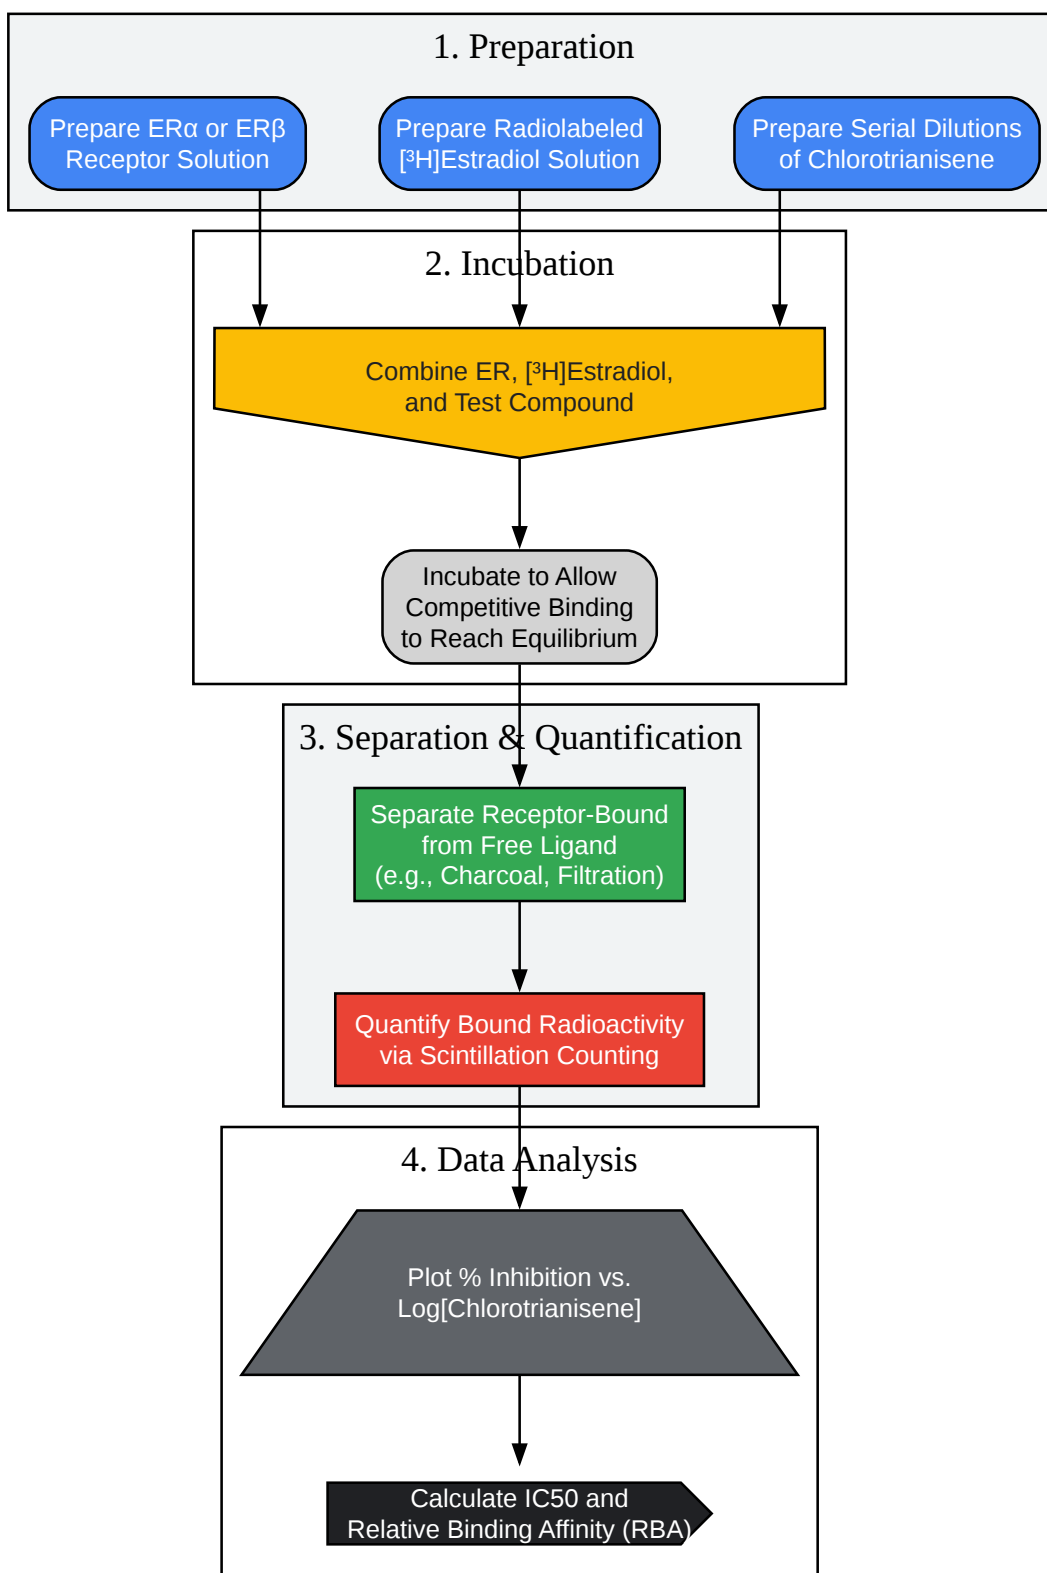 1. Preparation
Prepare ERα or ERβ
Receptor Solution
Prepare Radiolabeled
[³H]Estradiol Solution
Prepare Serial Dilutions
of Chlorotrianisene
2. Incubation
Combine ER, [³H]Estradiol,
and Test Compound
Incubate to Allow
Competitive Binding
to Reach Equilibrium
3. Separation & Quantification
Separate Receptor-Bound
from Free Ligand
(e.g., Charcoal, Filtration)
Quantify Bound Radioactivity
via Scintillation Counting
4. Data Analysis
Plot % Inhibition vs.
Log[Chlorotrianisene]
Calculate IC50 and
Relative Binding Affinity (RBA)